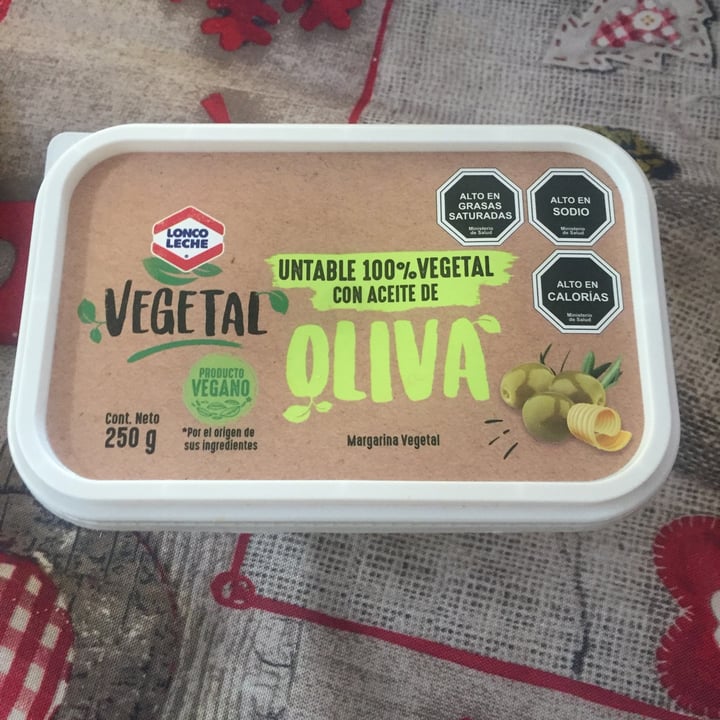 LONCO
LECHE
VEGETAL
PRODUCTO
VEGANO
Cont. Neto
250 g
*Por el origen de
sus ingredientes
UNTABLE 100% VEGETAL
CON ACEITE DE
OLIVA
Margarina Vegetal
ALTO EN
GRASAS
SATURADAS
Ministerio
de Salud
ALTO EN
SODIO
Ministerio
de Salud
ALTO EN
CALORÍAS
Ministerio
de Salud